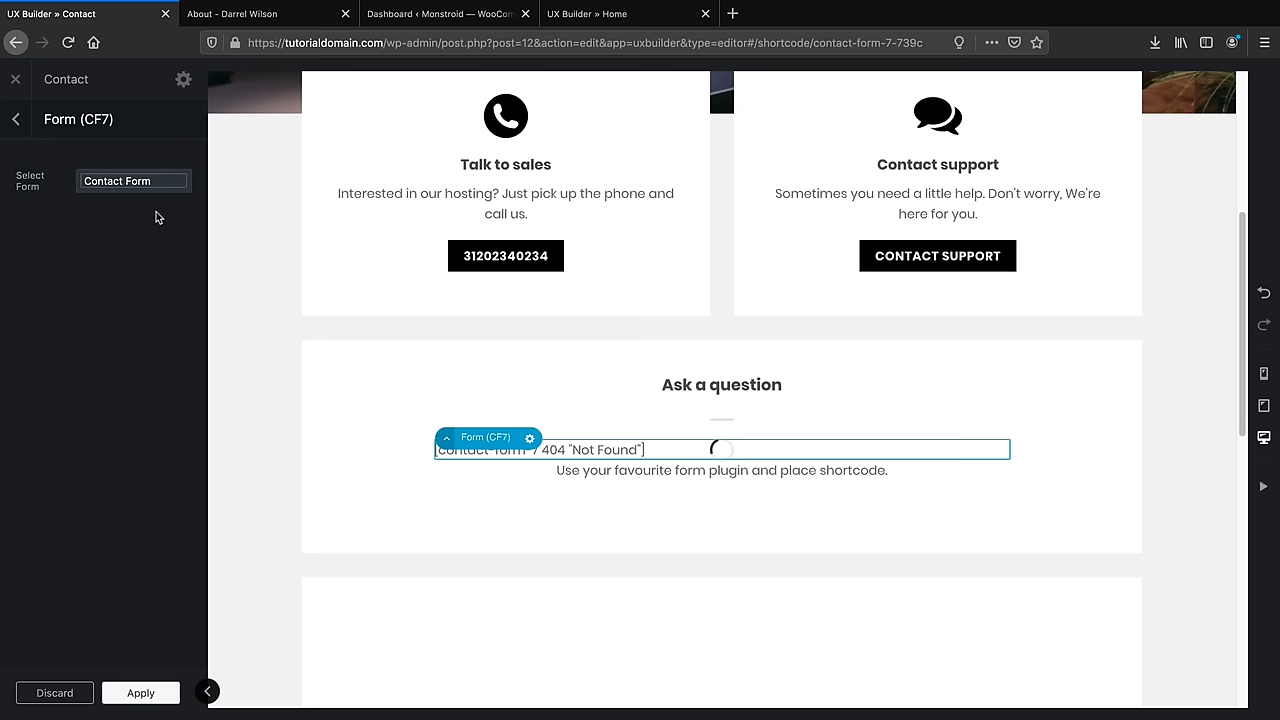 UX Builder » Contact
About - Darrel Wilson
Dashboard ‹ Monstroid — WooCom
UX Builder » Home
https://tutorialdomain.com/wp-admin/post.php?post=12&action=edit&app=uxbuilder&type=editor#/shortcode/contact-form-7-739c
Contact
Form (CF7)
Select
Form
Contact Form
Talk to sales
Interested in our hosting? Just pick up the phone and
call us.
31202340234
Contact support
Sometimes you need a little help. Don't worry, We're
here for you.
CONTACT SUPPORT
Ask a question
Form (CF7)
[contact-form-7 404 "Not Found"]
Use your favourite form plugin and place shortcode.
Discard
Apply